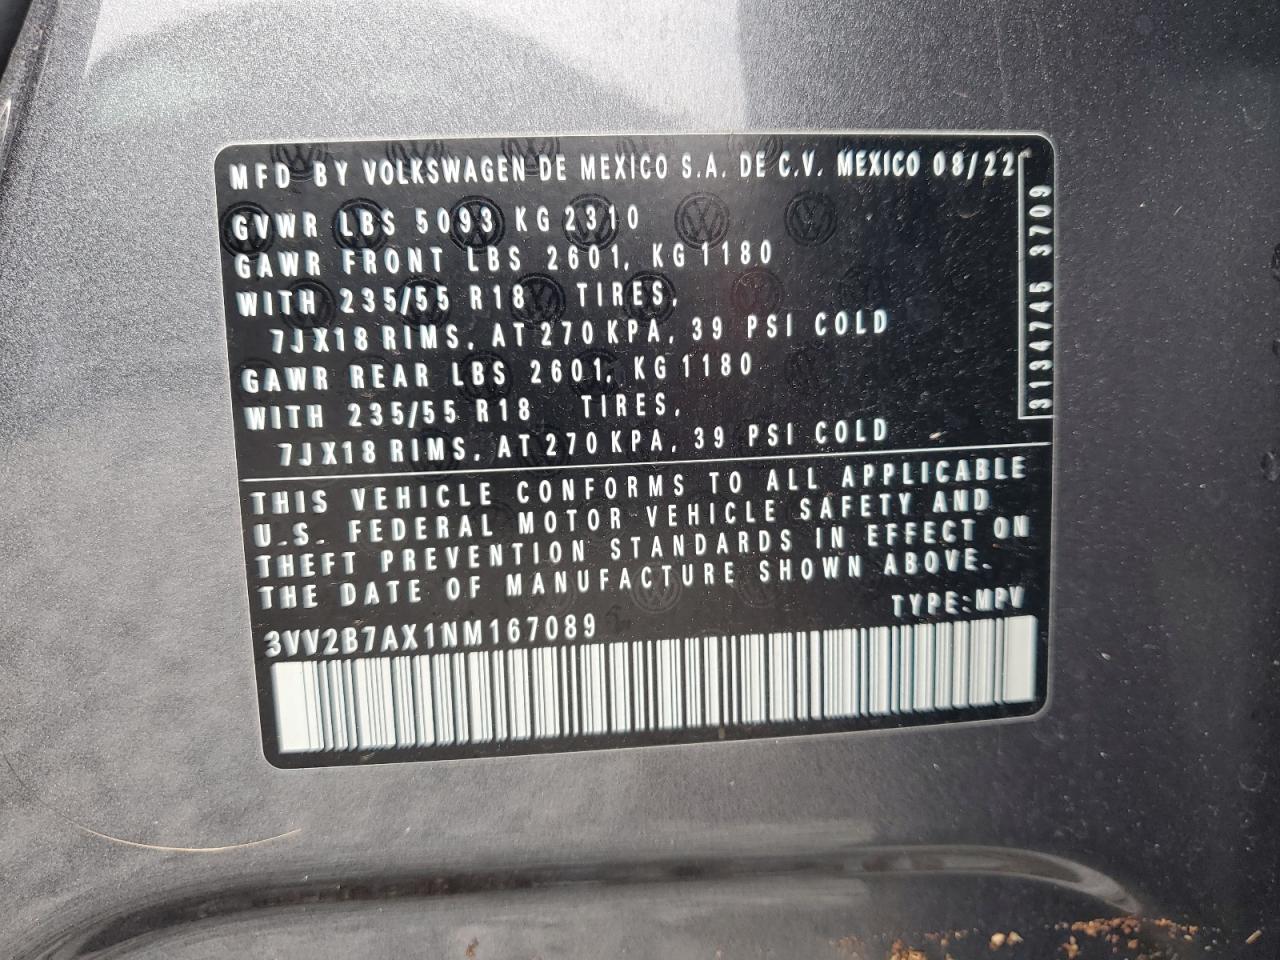 MFD BY VOLKSWAGEN DE MEXICO S.A. DE C.V. MEXICO 08/22
GVWR LBS 5093 KG 2310
GAWR FRONT LBS 2601, KG 1180
WITH 235/55 R18 TIRES,
7JX18 RIMS, AT 270 KPA, 39 PSI COLD
GAWR REAR LBS 2601, KG 1180
WITH 235/55 R18 TIRES,
7JX18 RIMS, AT 270 KPA, 39 PSI COLD
3134745 3709
THIS VEHICLE CONFORMS TO ALL APPLICABLE
U.S. FEDERAL MOTOR VEHICLE SAFETY AND
THEFT PREVENTION STANDARDS IN EFFECT ON
THE DATE OF MANUFACTURE SHOWN ABOVE.
TYPE:MPV
3VV2B7AX1NM167089